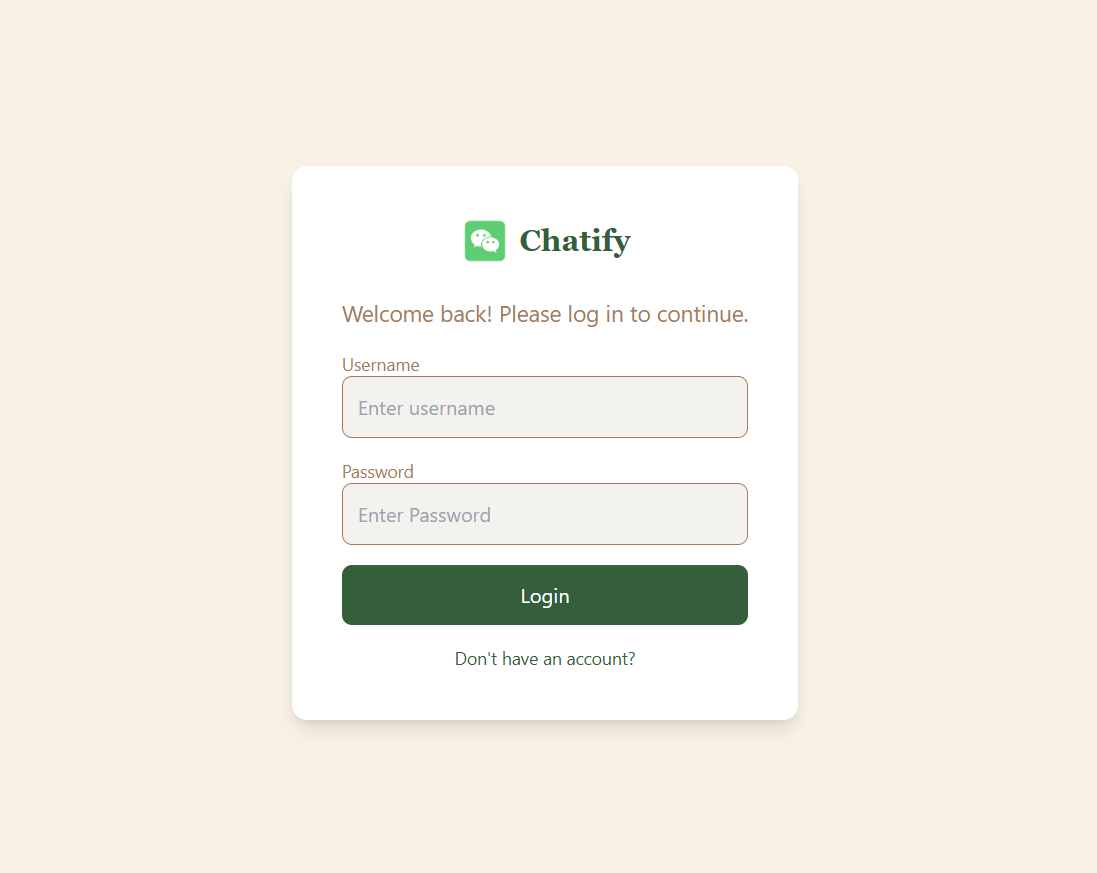 Chatify
Welcome back! Please log in to continue.
Username
Enter username
Password
Enter Password
Login
Don't have an account?